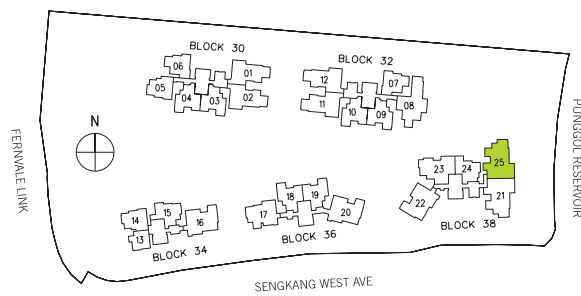 BLOCK 30
BLOCK 32
06
01
05
04
03
02
12
07
11
10
09
08
N
FERNVALE LINK
PUNGGOL RESERVOIR
25
23
24
22
21
BLOCK 38
18
19
17
20
BLOCK 36
14
15
16
13
BLOCK 34
SENGKANG WEST AVE